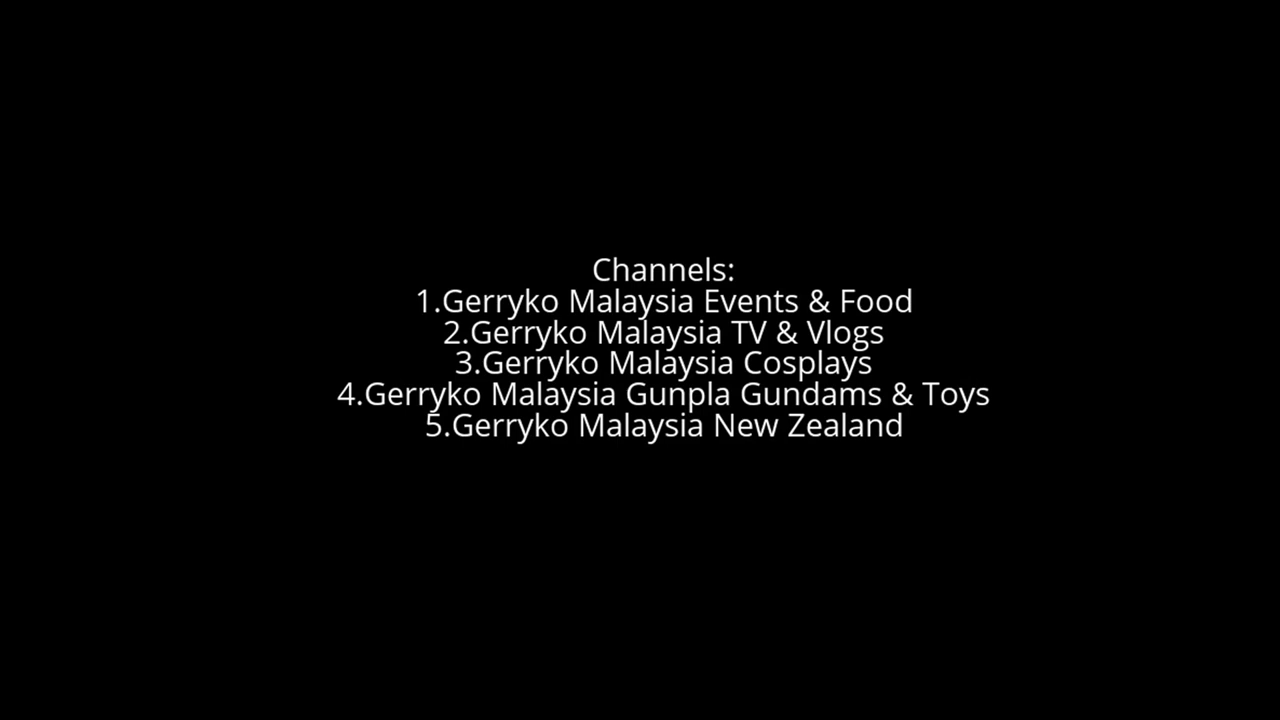 Channels:
1.Gerryko Malaysia Events & Food
2.Gerryko Malaysia TV & Vlogs
3.Gerryko Malaysia Cosplays
4.Gerryko Malaysia Gunpla Gundams & Toys
5.Gerryko Malaysia New Zealand